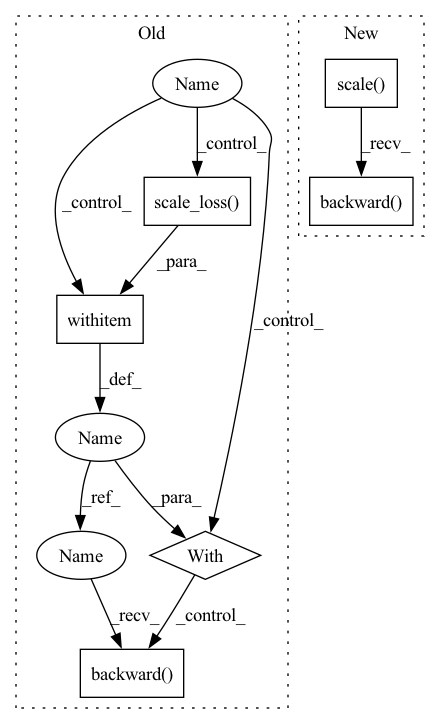 Old
New
Name
scale()
_control_
_recv_
_control_
scale_loss()
backward()
_para_
withitem
_control_
_def_
Name
_ref_
_para_
Name
With
_recv_
_control_
backward()